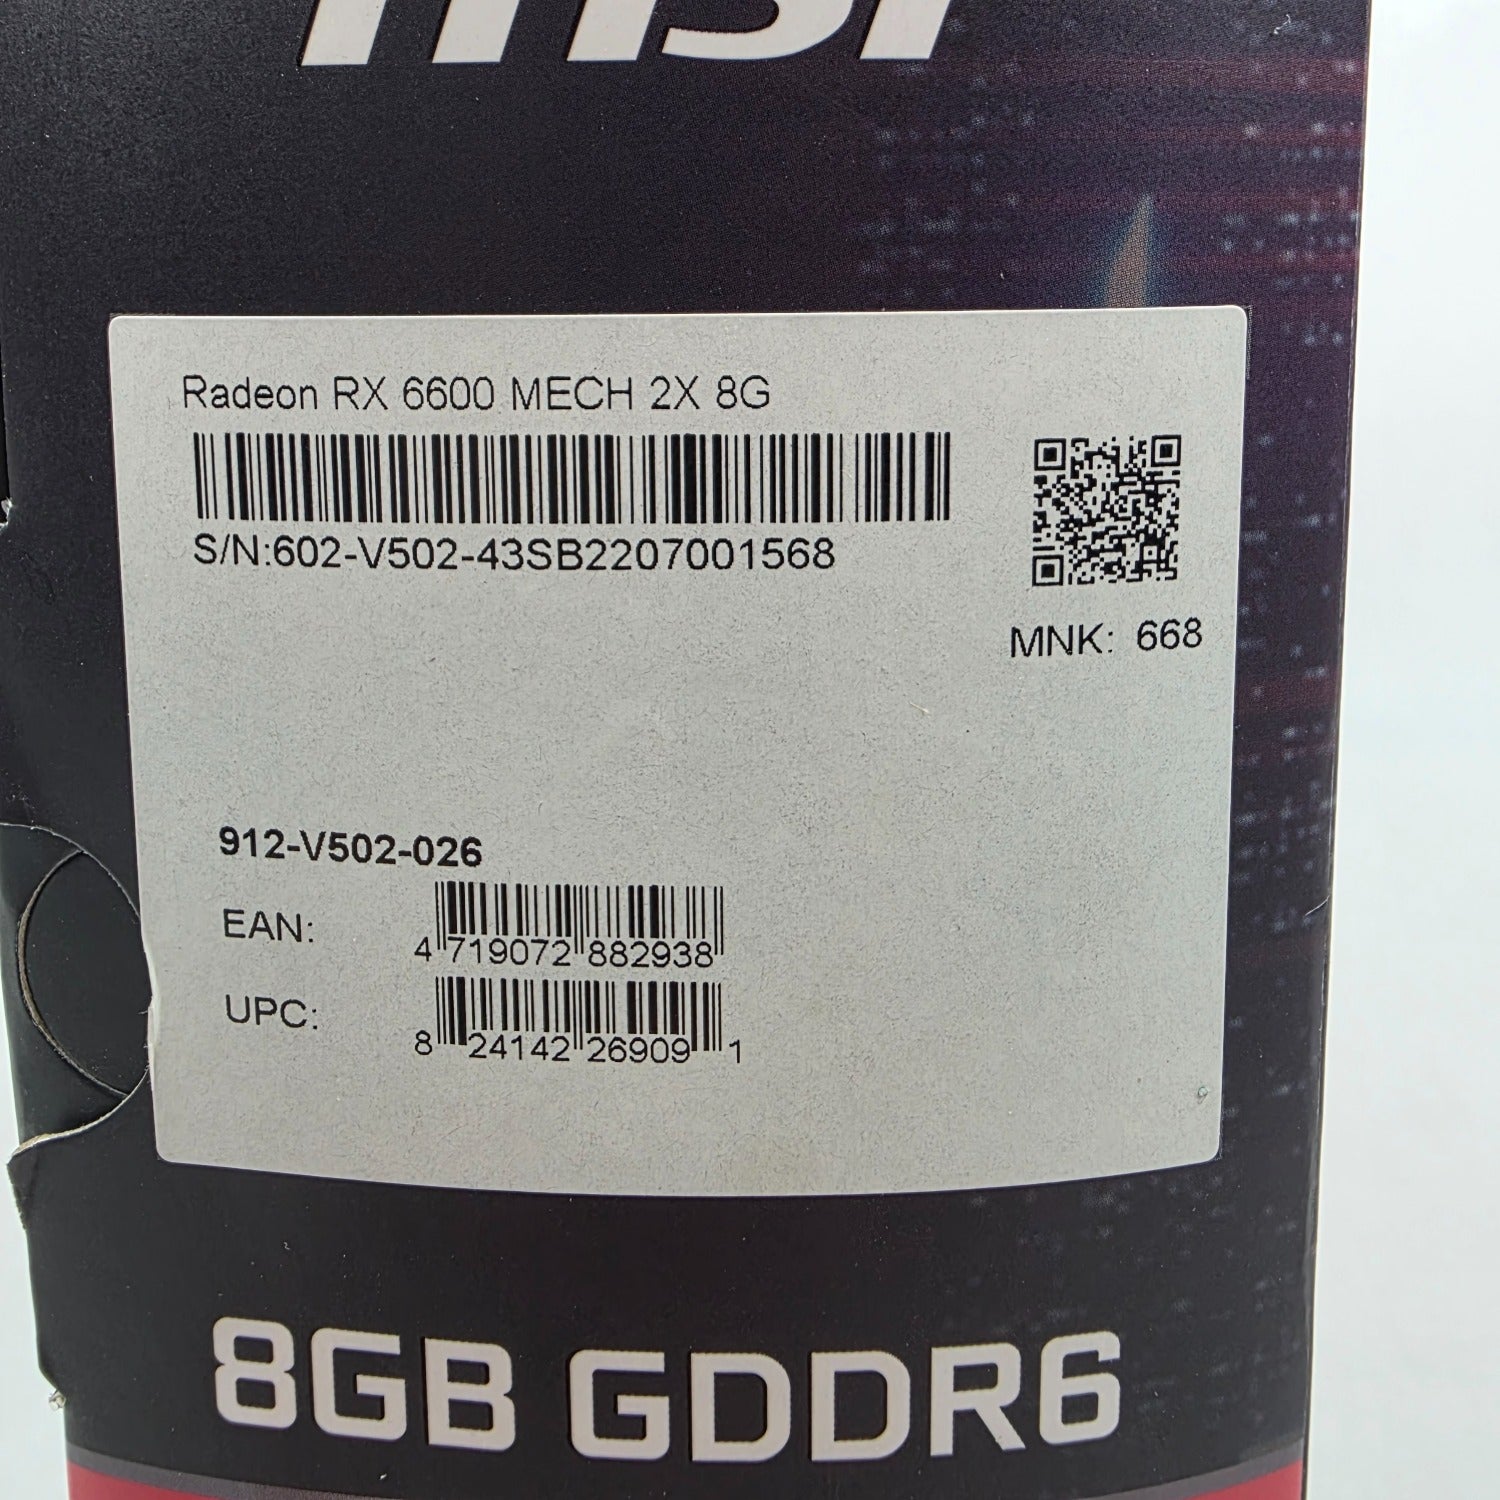 msi
Radeon RX 6600 MECH 2X 8G
S/N:602-V502-43SB2207001568
MNK: 668
912-V502-026
EAN:
4 719072 882938
UPC:
8 24142 26909 1
8GB GDDR6